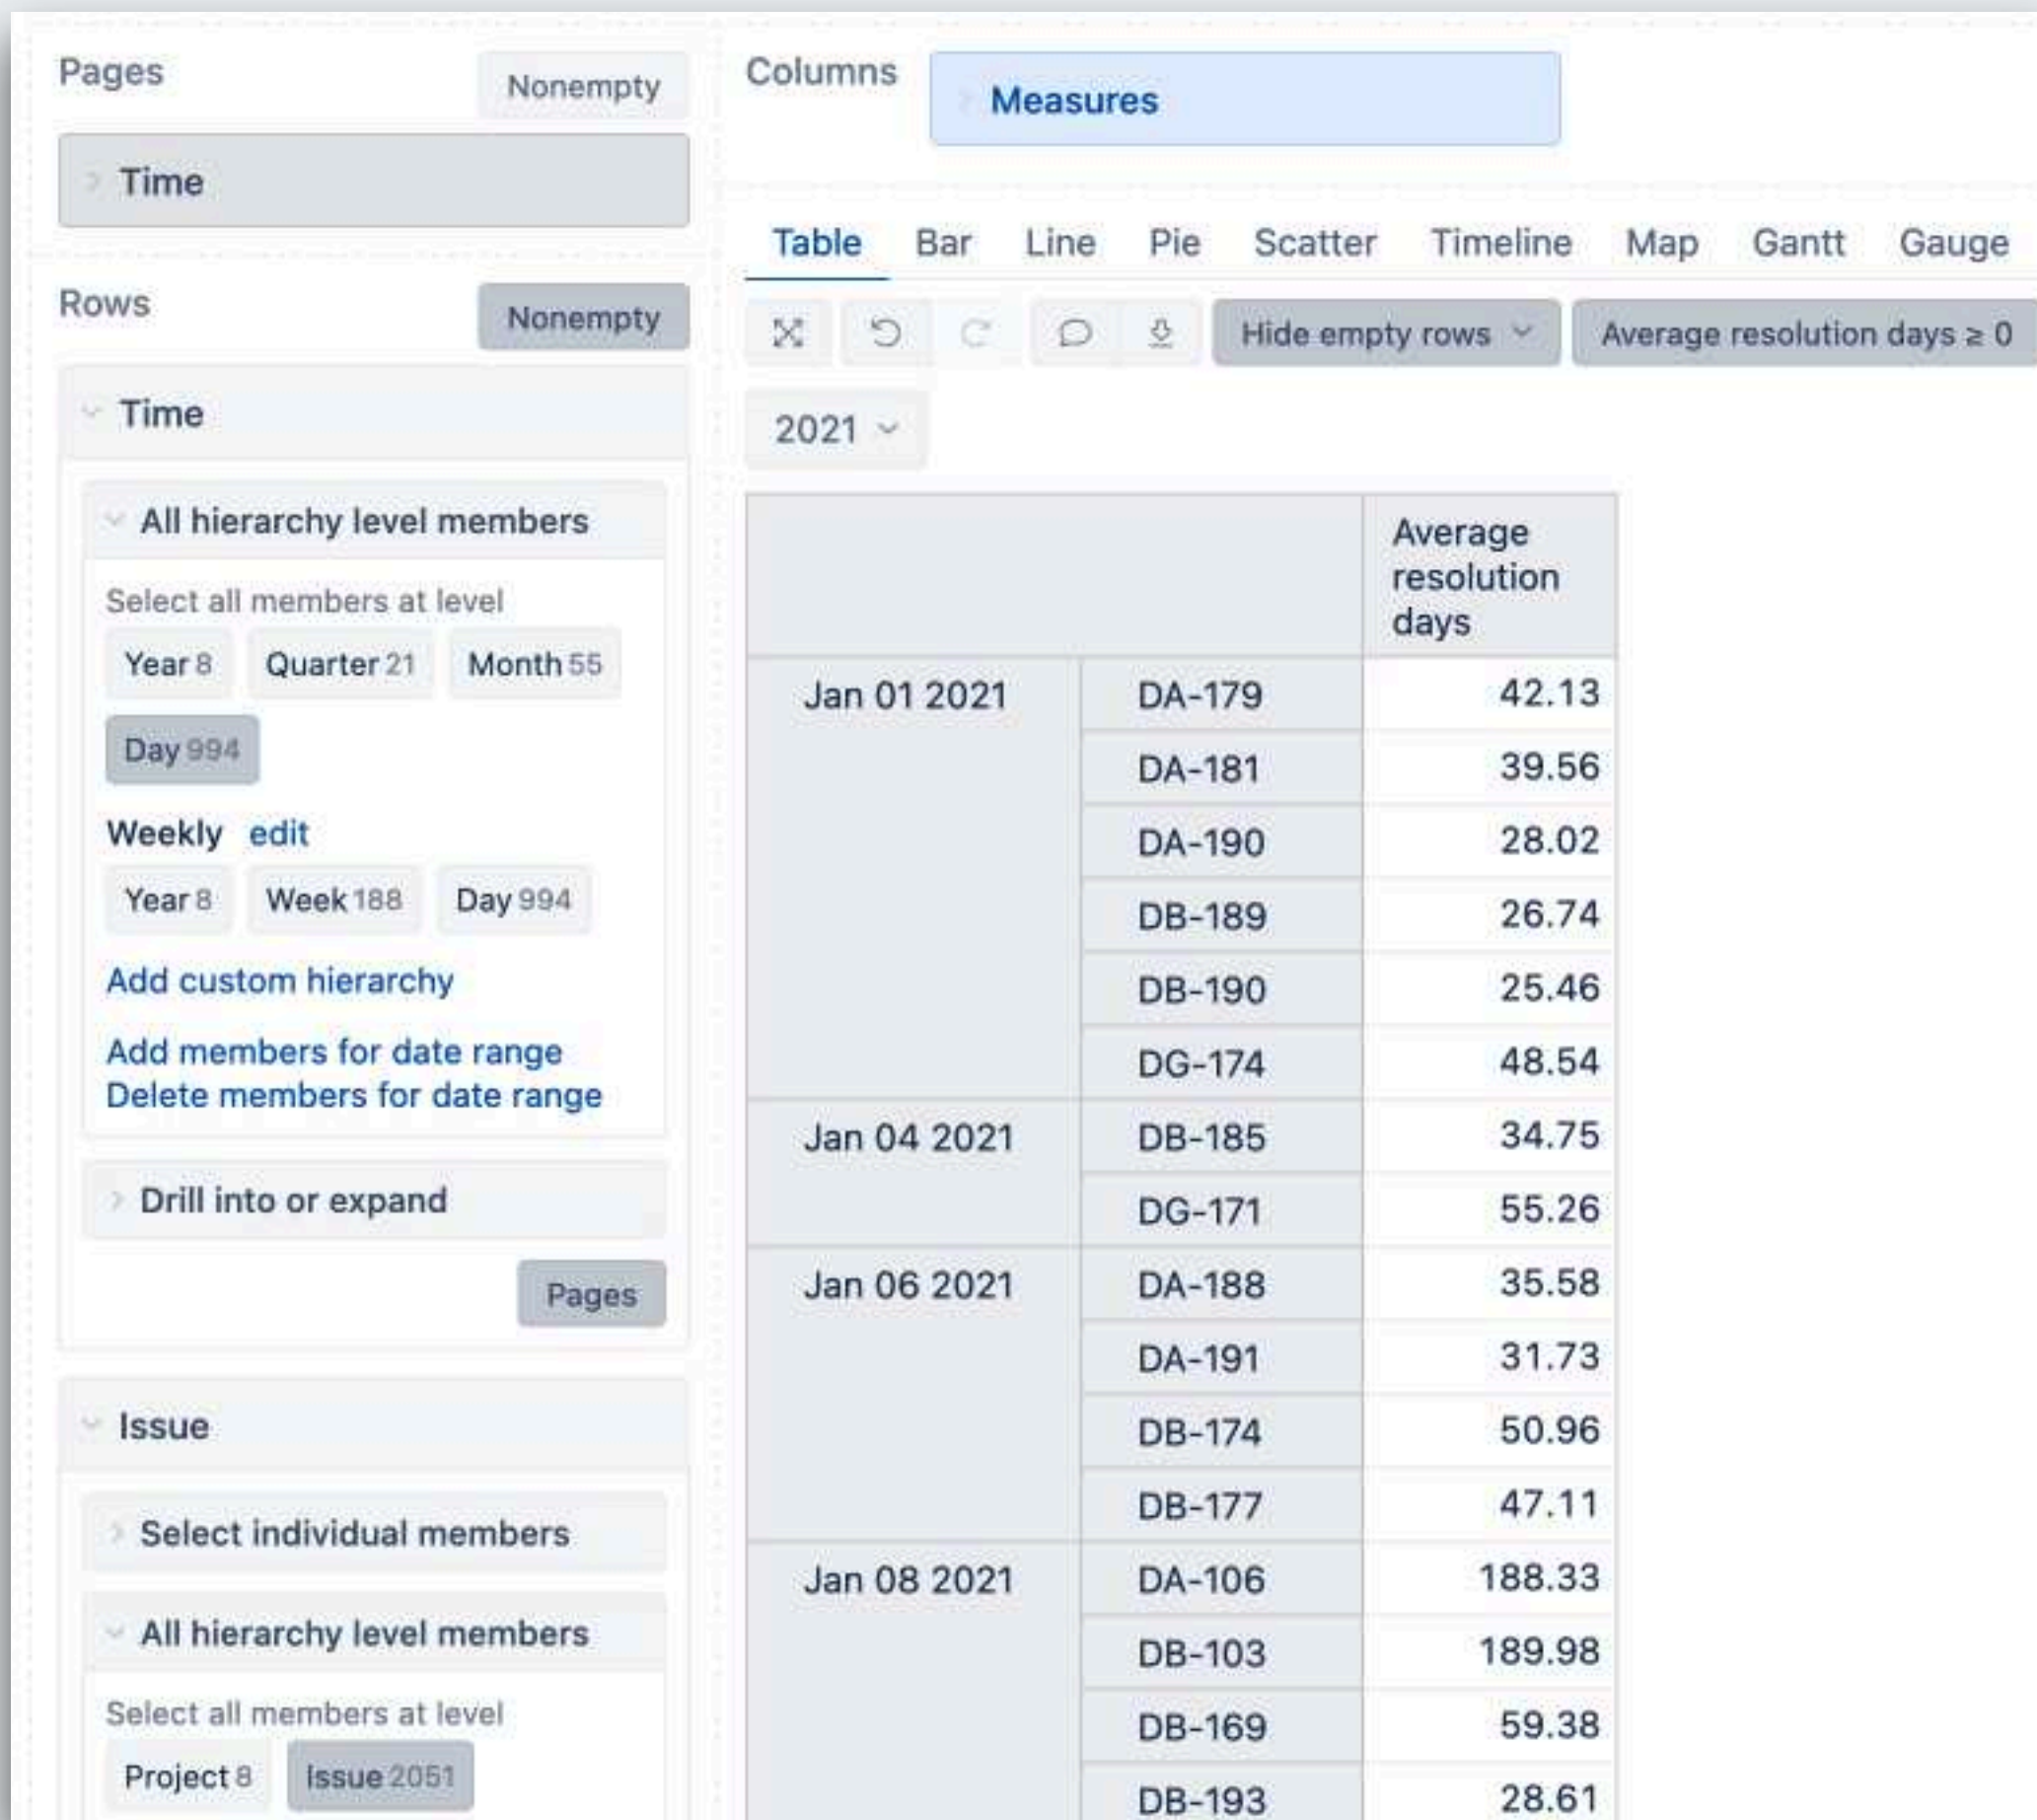 Pages
Nonempty
Time
Rows
Nonempty
Time
All hierarchy level members
Select all members at level
Year 8 Quarter 21 Month 55
Day 994
Weekly edit
Year 8 Week 188 Day 994
Add custom hierarchy
Add members for date range
Delete members for date range
Drill into or expand
Pages
Issue
Select individual members
All hierarchy level members
Select all members at level
Project 8 Issue 2051
Columns
Measures
Table Bar Line Pie Scatter Timeline Map Gantt Gauge
Hide empty rows Average resolution days ≥ 0
2021
Average
resolution
days
Jan 01 2021 DA-179 42.13
DA-181 39.56
DA-190 28.02
DB-189 26.74
DB-190 25.46
DG-174 48.54
Jan 04 2021 DB-185 34.75
DG-171 55.26
Jan 06 2021 DA-188 35.58
DA-191 31.73
DB-174 50.96
DB-177 47.11
Jan 08 2021 DA-106 188.33
DB-103 189.98
DB-169 59.38
DB-193 28.61